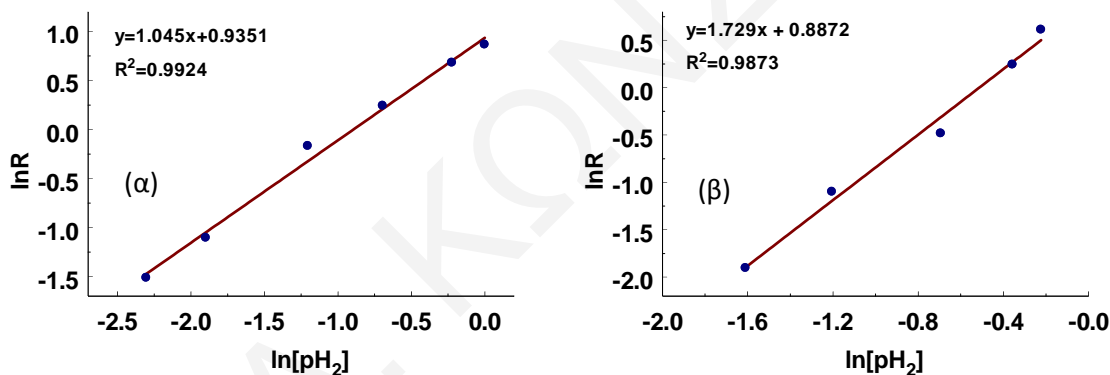 y=1.045x+0.9351
R²=0.9924
(α)
lnR
1.0
0.5
0.0
-0.5
-1.0
-1.5
-2.5 -2.0 -1.5 -1.0 -0.5 0.0
ln[pH₂]
y=1.729x + 0.8872
R²=0.9873
(β)
lnR
0.5
0.0
-0.5
-1.0
-1.5
-2.0
-2.0 -1.6 -1.2 -0.8 -0.4 -0.0
ln[pH₂]